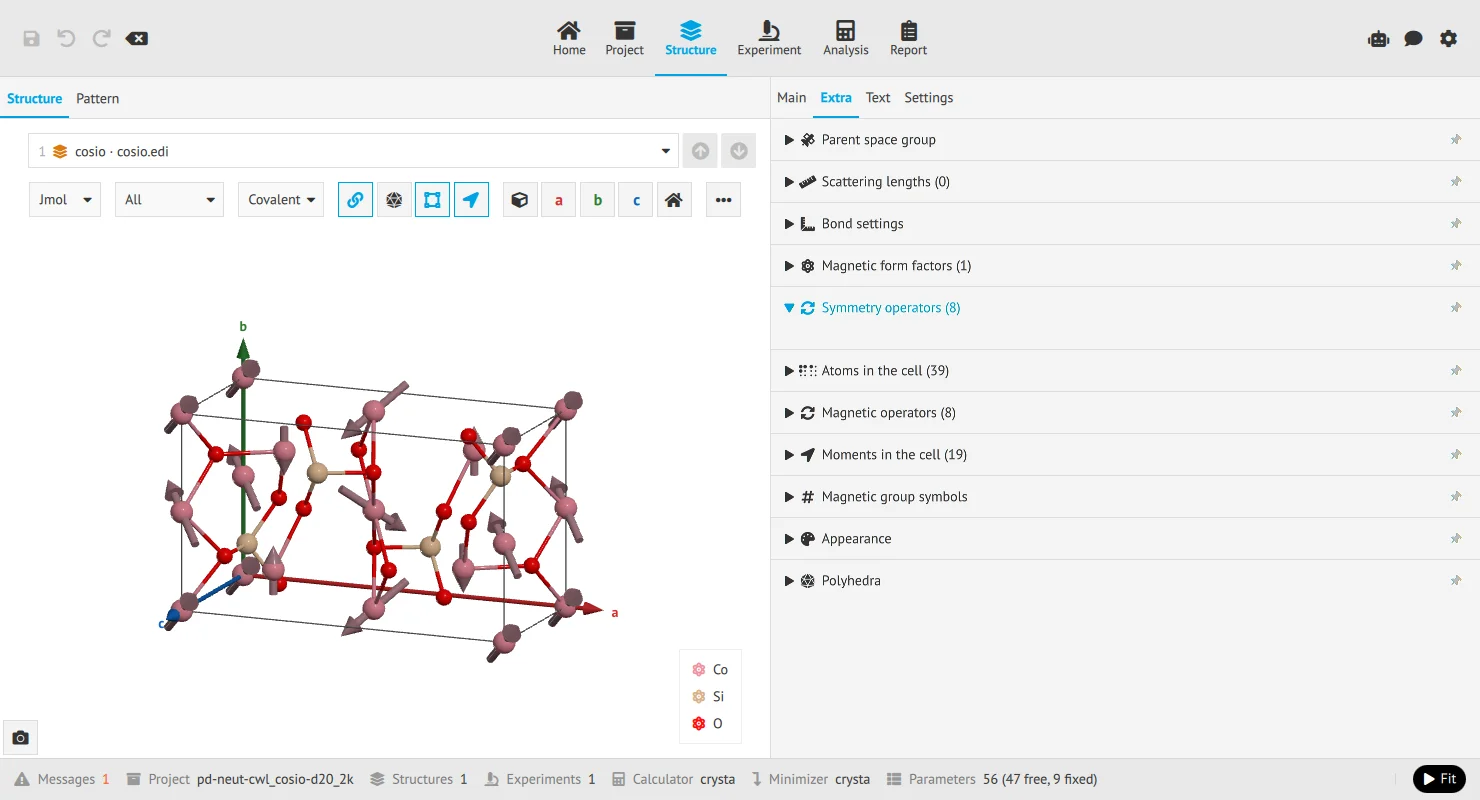 Home
Project
Structure
Experiment
Analysis
Report
Structure
Pattern
1 cosio · cosio.edi
Jmol
All
Covalent
a
b
c
•••
b
a
c
Co
Si
O
Main
Extra
Text
Settings
Parent space group
Scattering lengths (0)
Bond settings
Magnetic form factors (1)
Symmetry operators (8)
Atoms in the cell (39)
Magnetic operators (8)
Moments in the cell (19)
# Magnetic group symbols
Appearance
Polyhedra
Messages 1
Project pd-neut-cwl_cosio-d20_2k
Structures 1
Experiments 1
Calculator crysta
Minimizer crysta
Parameters 56 (47 free, 9 fixed)
Fit